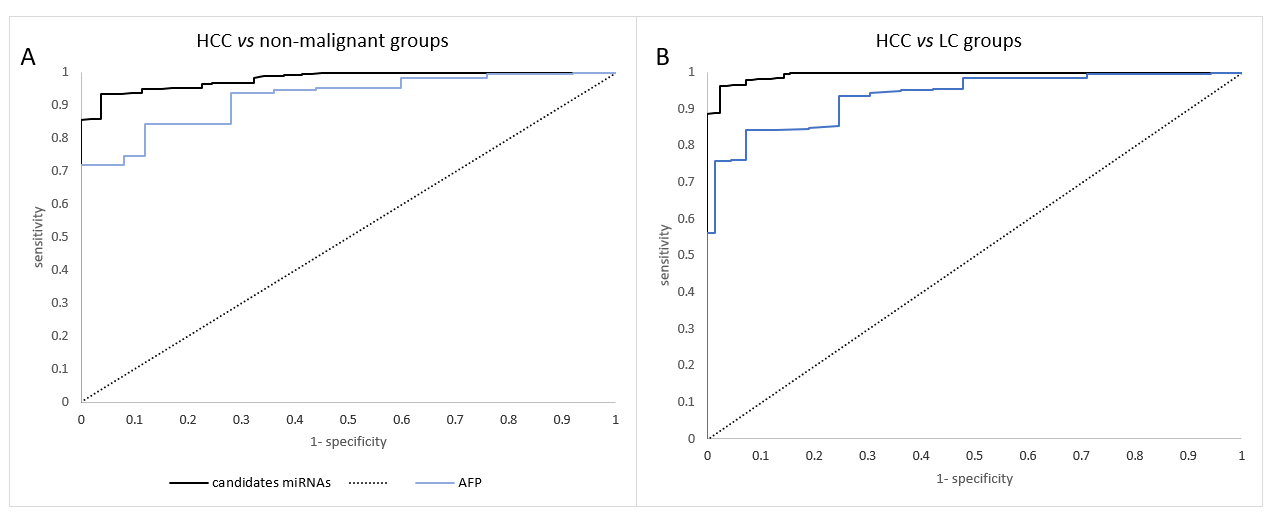 A
HCC vs non-malignant groups
1
0.9
0.8
0.7
0.6
0.5
0.4
0.3
0.2
0.1
0
sensitivity
0 0.1 0.2 0.3 0.4 0.5 0.6 0.7 0.8 0.9 1
1- specificity
candidates miRNAs AFP
B
HCC vs LC groups
1
0.9
0.8
0.7
0.6
0.5
0.4
0.3
0.2
0.1
0
sensitivity
0 0.1 0.2 0.3 0.4 0.5 0.6 0.7 0.8 0.9 1
1- specificity